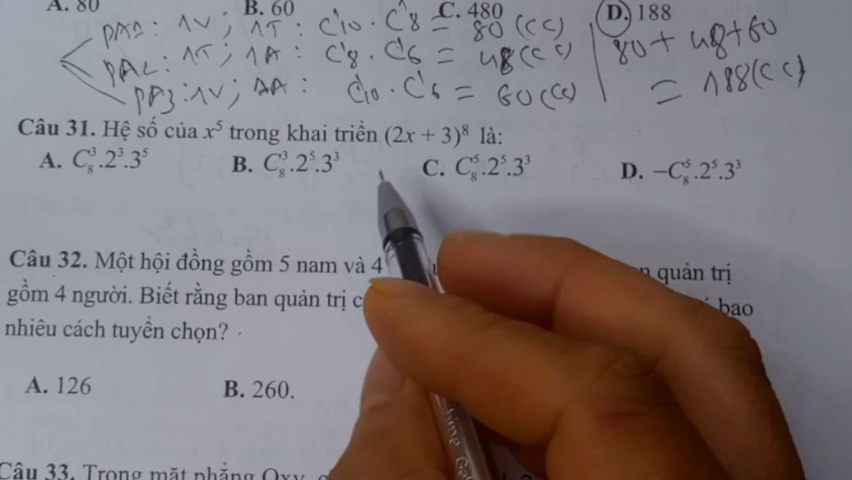 A. 80 B. 60 C. 480 D. 188
PA1: 1V; 1T: C¹10 . C¹8 = 80 (CC)
PA2: 1T; 1A: C¹8 . C¹6 = 48 (CC)
PA3: 1V; 1A: C¹10 . C¹6 = 60 (CC)
80 + 48 + 60
= 188 (CC)
Câu 31. Hệ số của x⁵ trong khai triển (2x + 3)⁸ là:
A. C₈³.2³.3⁵ B. C₈³.2⁵.3³ C. C₈⁵.2⁵.3³ D. −C₈⁵.2⁵.3³
Câu 32. Một hội đồng gồm 5 nam và 4 quản trị
gồm 4 người. Biết rằng ban quản trị bao
nhiêu cách tuyển chọn?
A. 126 B. 260.
Câu 33. Trong mặt phẳng Oxy,